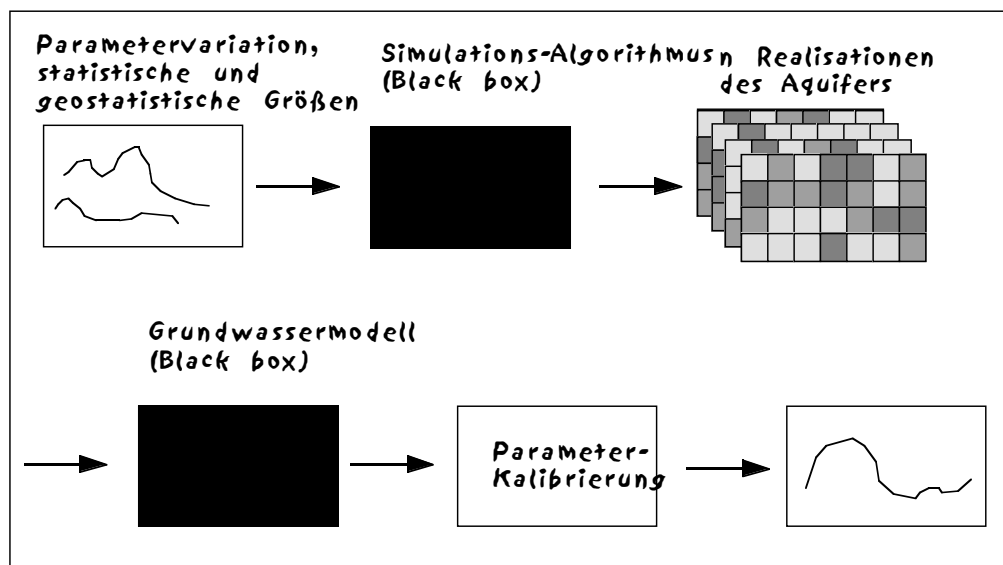 Parametervariation,
statistische und
geostatistische Größen
Simulations-Algorithmus
(Black box)
n Realisationen
des Aquifers
Grundwassermodell
(Black box)
Parameter-
Kalibrierung